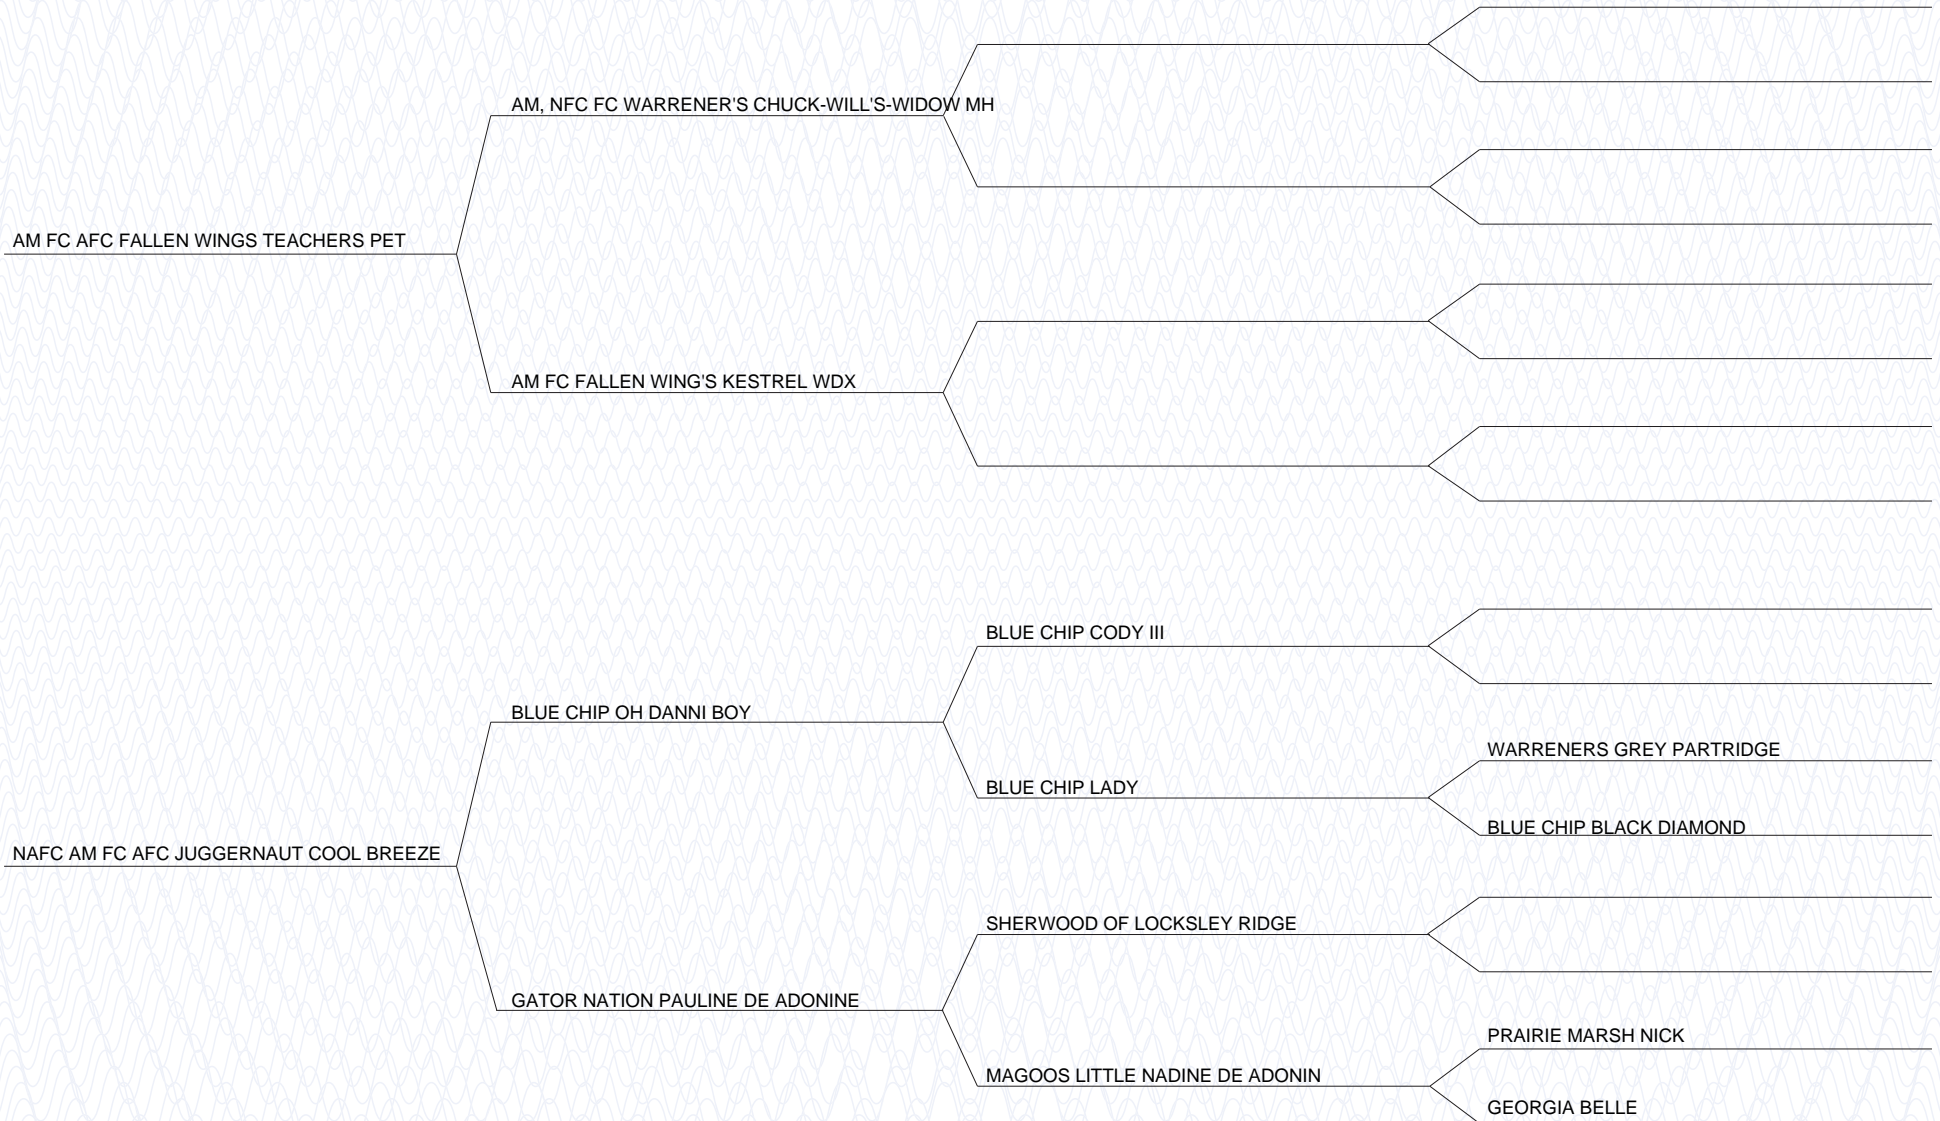 AM, NFC FC WARRENER'S CHUCK-WILL'S-WIDOW MH
AM FC AFC FALLEN WINGS TEACHERS PET
AM FC FALLEN WING'S KESTREL WDX
BLUE CHIP CODY III
BLUE CHIP OH DANNI BOY
WARRENERS GREY PARTRIDGE
BLUE CHIP LADY
BLUE CHIP BLACK DIAMOND
NAFC AM FC AFC JUGGERNAUT COOL BREEZE
SHERWOOD OF LOCKSLEY RIDGE
GATOR NATION PAULINE DE ADONINE
PRAIRIE MARSH NICK
MAGOOS LITTLE NADINE DE ADONIN
GEORGIA BELLE